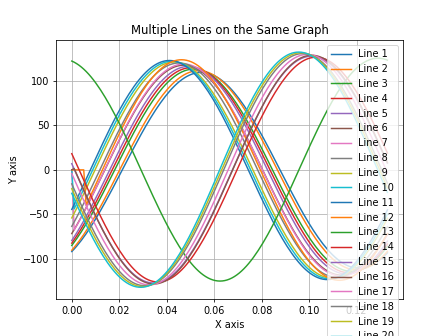 Multiple Lines on the Same Graph
Y axis
100
50
0
−50
−100
0.00
0.02
0.04
0.06
0.08
0.10
X axis
Line 1
Line 2
Line 3
Line 4
Line 5
Line 6
Line 7
Line 8
Line 9
Line 10
Line 11
Line 12
Line 13
Line 14
Line 15
Line 16
Line 17
Line 18
Line 19
Line 20